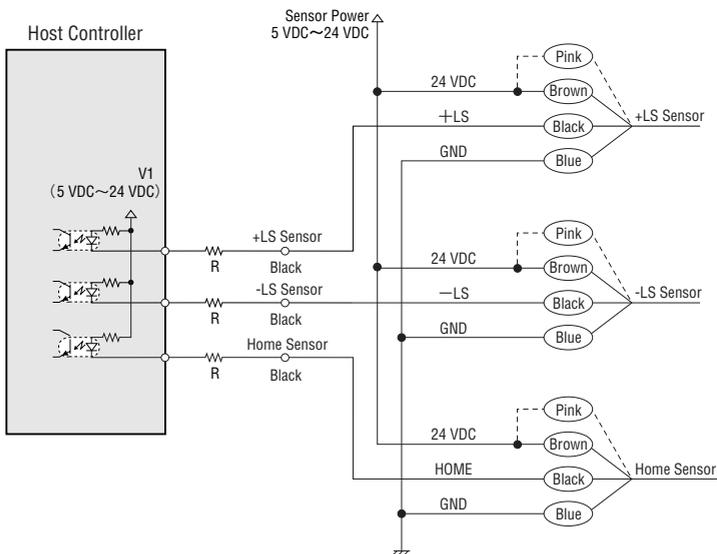 Sensor Power
5 VDC～24 VDC
Host Controller
V1
(5 VDC～24 VDC)
+LS Sensor
R
Black
-LS Sensor
R
Black
Home Sensor
R
Black
Pink
24 VDC
Brown
+LS
Black
+LS Sensor
GND
Blue
Pink
24 VDC
Brown
−LS
Black
-LS Sensor
GND
Blue
Pink
24 VDC
Brown
HOME
Black
Home Sensor
GND
Blue